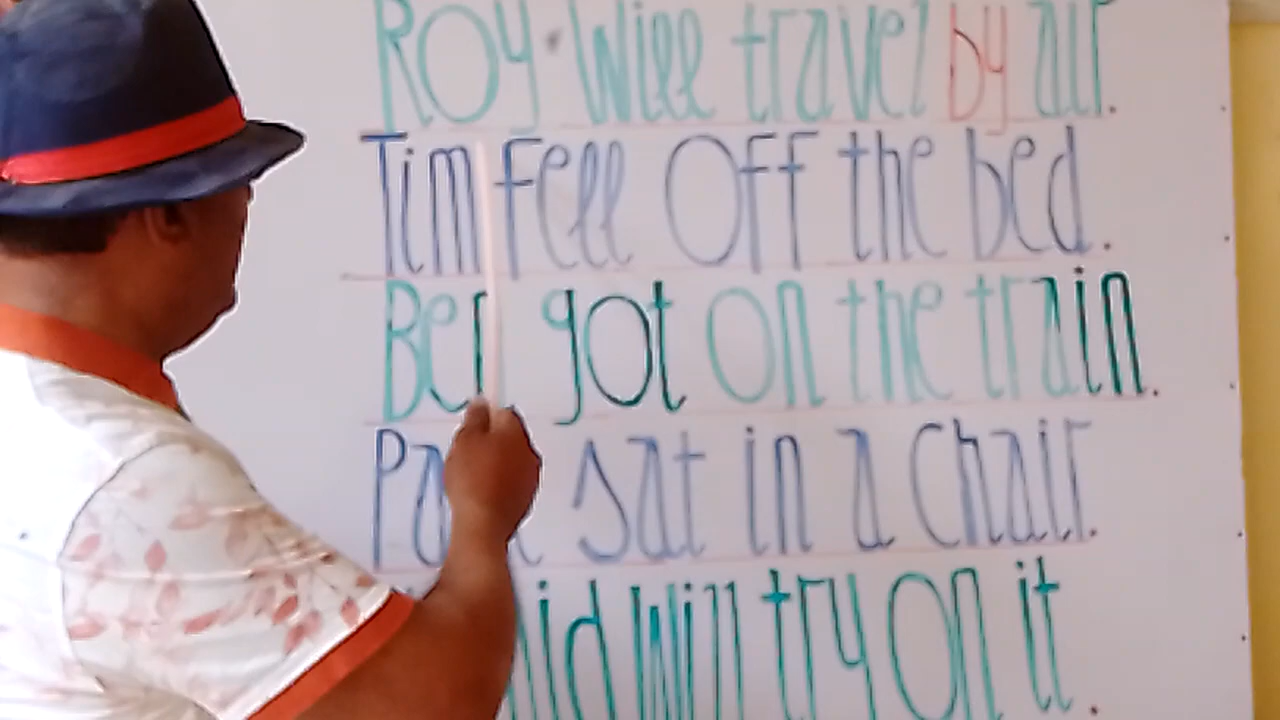 Roy will travel by air.
Tim fell off the bed.
got on the train.
sat in a chair.
will try on it.